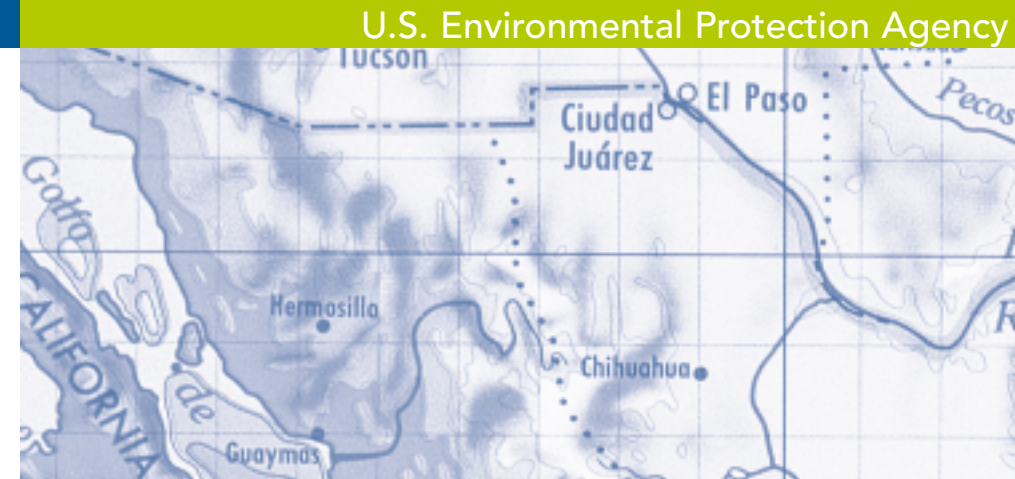 U.S. Environmental Protection Agency
Tucson
El Paso
Ciudad
Juárez
Pecos
Golfo
Hermosillo
CALIFORNIA
de
Chihuahua
Guaymas
R